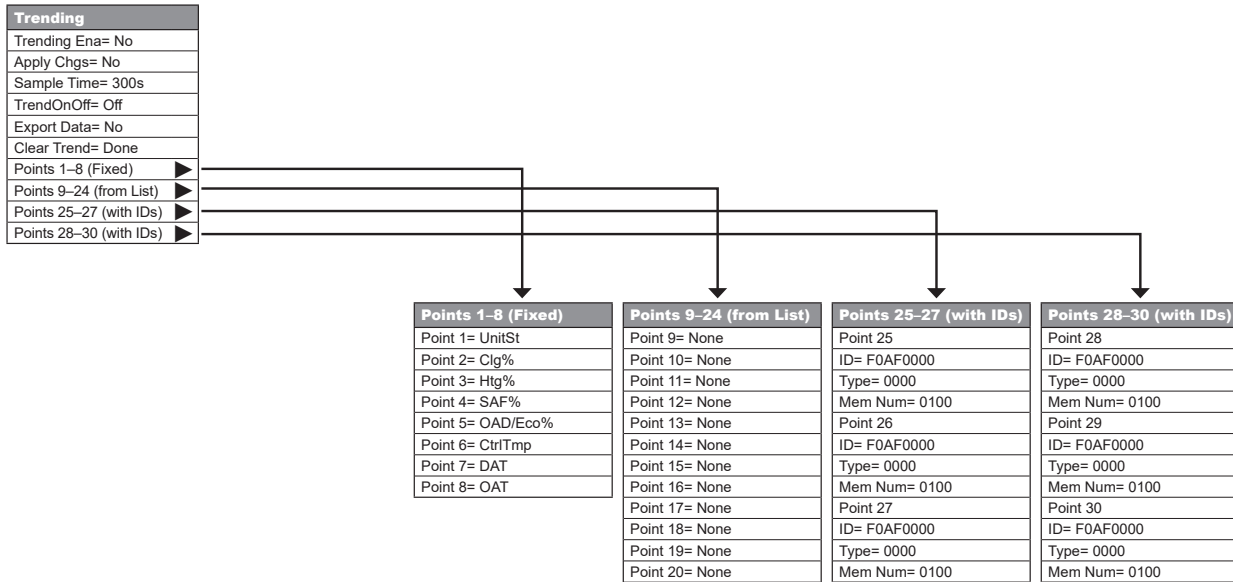 Trending
Trending Ena= No
Apply Chgs= No
Sample Time= 300s
TrendOnOff= Off
Export Data= No
Clear Trend= Done
Points 1–8 (Fixed)
Points 9–24 (from List)
Points 25–27 (with IDs)
Points 28–30 (with IDs)
Points 1–8 (Fixed)
Point 1= UnitSt
Point 2= Clg%
Point 3= Htg%
Point 4= SAF%
Point 5= OAD/Eco%
Point 6= CtrlTmp
Point 7= DAT
Point 8= OAT
Points 9–24 (from List)
Point 9= None
Point 10= None
Point 11= None
Point 12= None
Point 13= None
Point 14= None
Point 15= None
Point 16= None
Point 17= None
Point 18= None
Point 19= None
Point 20= None
Points 25–27 (with IDs)
Point 25
ID= F0AF0000
Type= 0000
Mem Num= 0100
Point 26
ID= F0AF0000
Type= 0000
Mem Num= 0100
Point 27
ID= F0AF0000
Type= 0000
Mem Num= 0100
Points 28–30 (with IDs)
Point 28
ID= F0AF0000
Type= 0000
Mem Num= 0100
Point 29
ID= F0AF0000
Type= 0000
Mem Num= 0100
Point 30
ID= F0AF0000
Type= 0000
Mem Num= 0100